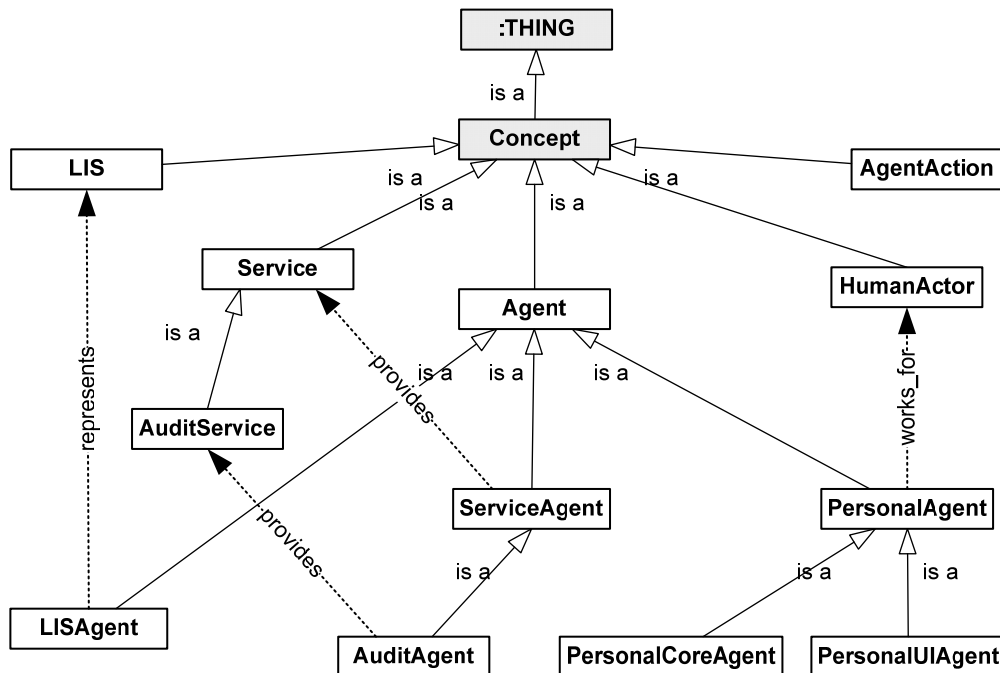 :THING
is a
Concept
LIS
AgentAction
is a
is a
is a
is a
Service
HumanActor
Agent
is a
represents
provides
is a
is a
is a
works_for
AuditService
ServiceAgent
PersonalAgent
provides
is a
is a
is a
LISAgent
AuditAgent
PersonalCoreAgent
PersonalUIAgent